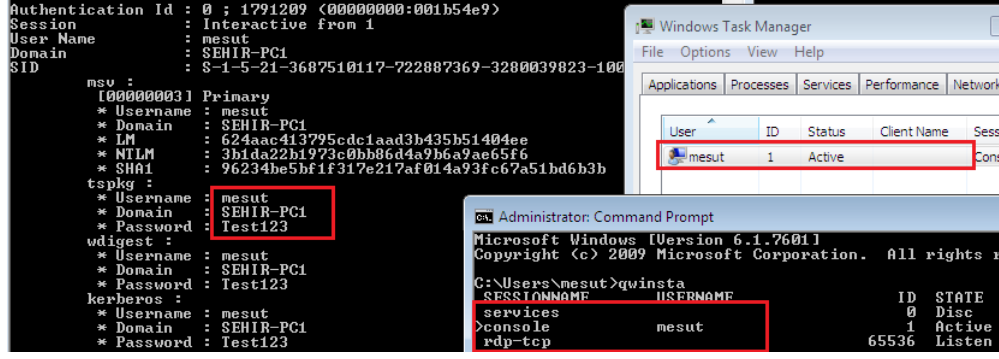 Authentication Id : 0 ; 1791209 (00000000:001b54e9)
Session           : Interactive from 1
User Name         : mesut
Domain            : SEHIR-PC1
SID               : S-1-5-21-3687510117-722887369-3280039823-100
msv :
[00000003] Primary
* Username : mesut
* Domain   : SEHIR-PC1
* LM       : 624aac413795cdc1aad3b435b51404ee
* NTLM     : 3b1da22b1973c0bb86d4a9b6a9ae65f6
* SHA1     : 96234be5bf1f317e217af014a93fc67a51bd6b3b
tspkg :
* Username : mesut
* Domain   : SEHIR-PC1
* Password : Test123
wdigest :
* Username : mesut
* Domain   : SEHIR-PC1
* Password : Test123
kerberos :
* Username : mesut
* Domain   : SEHIR-PC1
* Password : Test123
Windows Task Manager
File Options View Help
Applications Processes Services Performance Network
User ID Status Client Name Sess
mesut 1 Active Cons
Administrator: Command Prompt
Microsoft Windows [Version 6.1.7601]
Copyright (c) 2009 Microsoft Corporation.  All rights r
C:\Users\mesut>qwinsta
SESSIONNAME USERNAME ID STATE
services 0 Disc
>console mesut 1 Active
rdp-tcp 65536 Listen